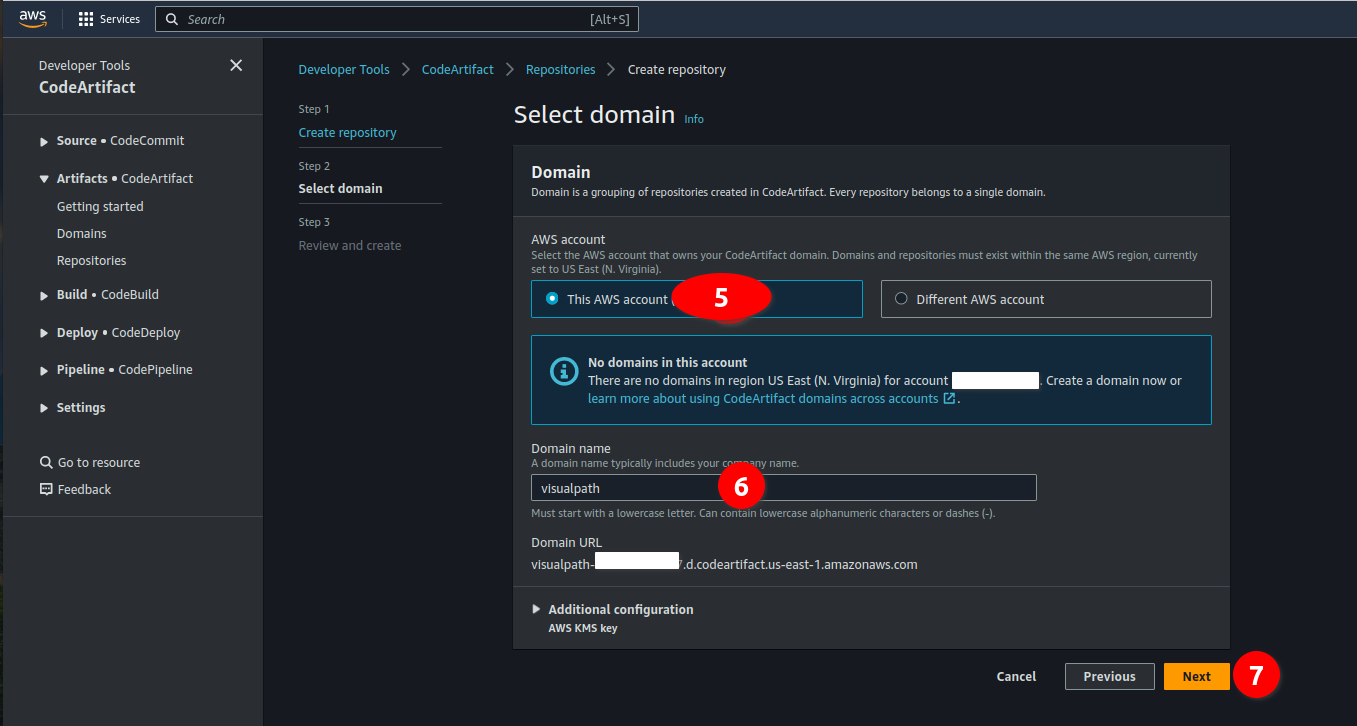 aws
Services
Search
[Alt+S]
Developer Tools
CodeArtifact
Source • CodeCommit
Artifacts • CodeArtifact
Getting started
Domains
Repositories
Build • CodeBuild
Deploy • CodeDeploy
Pipeline • CodePipeline
Settings
Go to resource
Feedback
Developer Tools
CodeArtifact
Repositories
Create repository
Step 1
Create repository
Step 2
Select domain
Step 3
Review and create
Select domain Info
Domain
Domain is a grouping of repositories created in CodeArtifact. Every repository belongs to a single domain.
AWS account
Select the AWS account that owns your CodeArtifact domain. Domains and repositories must exist within the same AWS region, currently
set to US East (N. Virginia).
This AWS account (
5
Different AWS account
No domains in this account
There are no domains in region US East (N. Virginia) for account . Create a domain now or
learn more about using CodeArtifact domains across accounts .
Domain name
A domain name typically includes your company name.
visualpath
6
Must start with a lowercase letter. Can contain lowercase alphanumeric characters or dashes (-).
Domain URL
visualpath- .d.codeartifact.us-east-1.amazonaws.com
Additional configuration
AWS KMS key
Cancel
Previous
Next
7